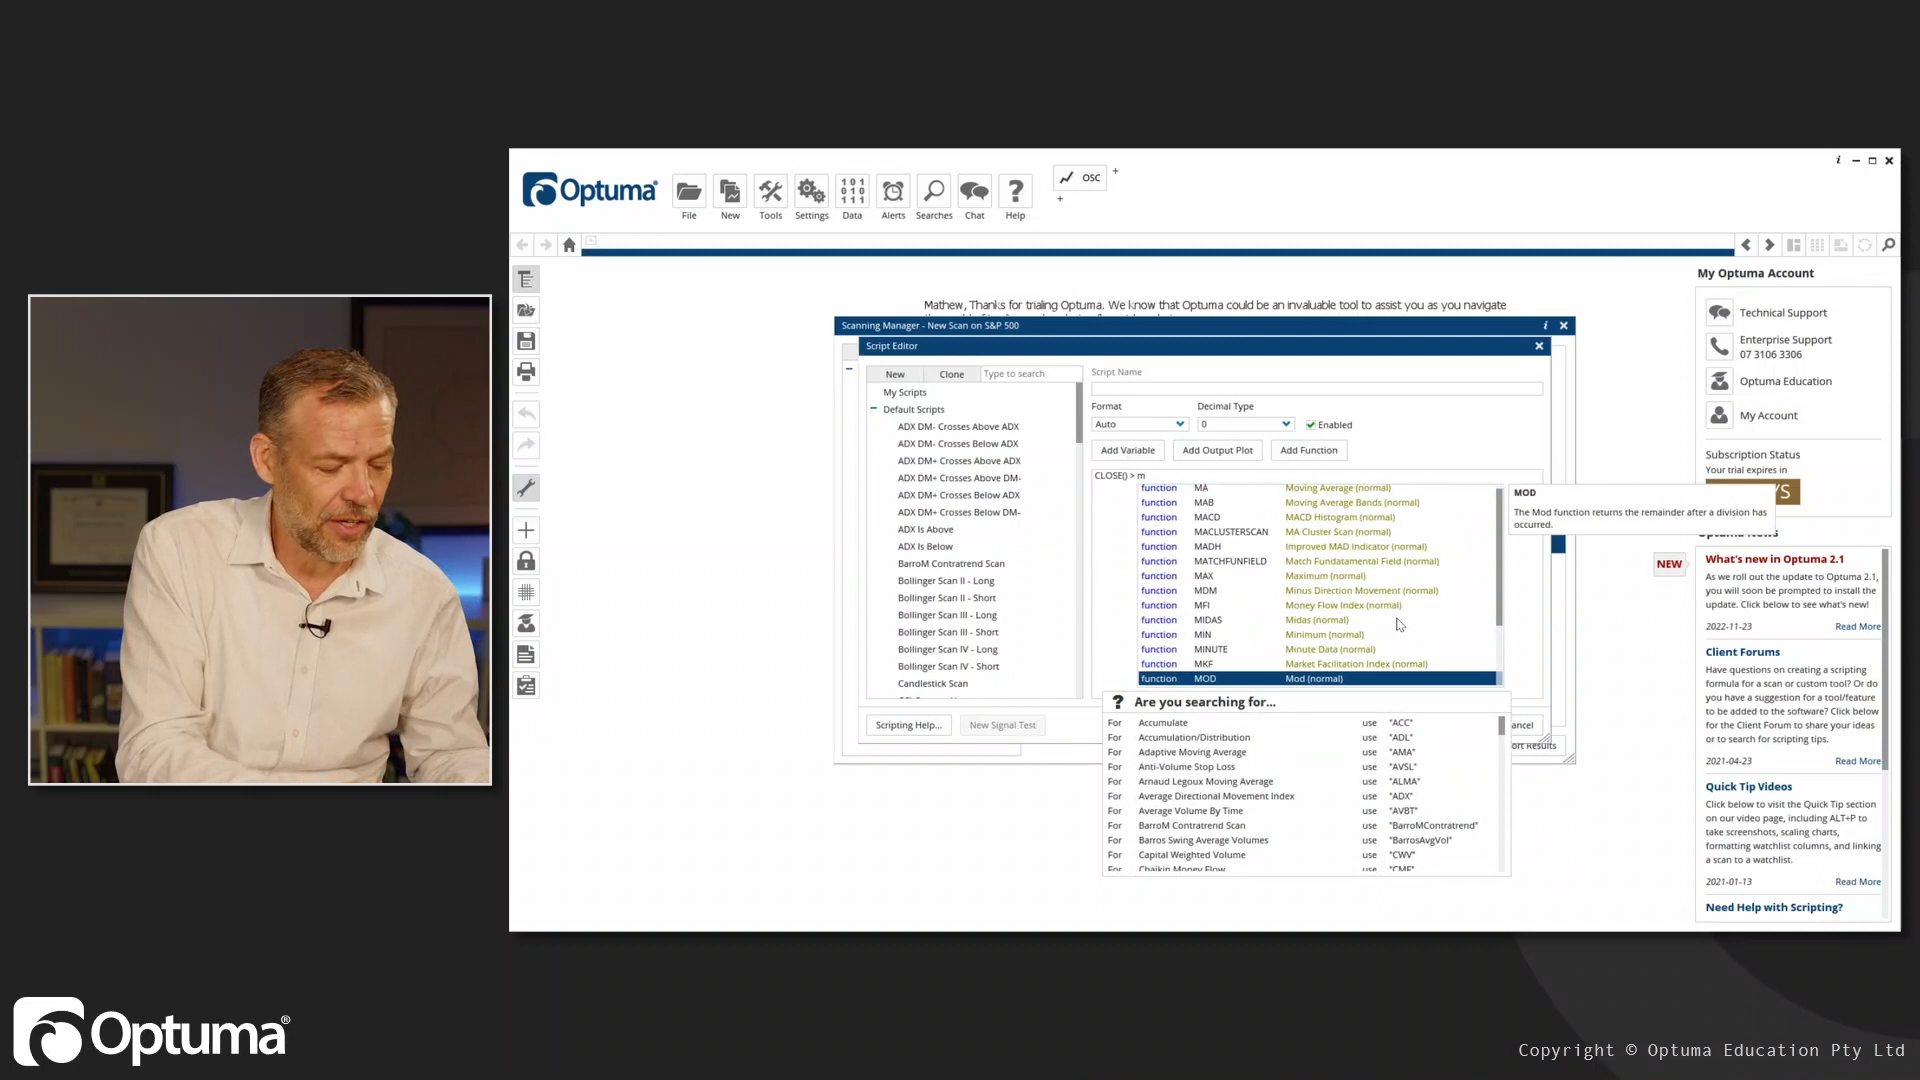 Optuma
File
New
Tools
Settings
Data
Alerts
Searches
Chat
Help
OSC
Mathew, Thanks for trialing Optuma. We know that Optuma could be an invaluable tool to assist you as you navigate
Scanning Manager - New Scan on S&P 500
Script Editor
New
Clone
Type to search
My Scripts
Default Scripts
ADX DM- Crosses Above ADX
ADX DM- Crosses Below ADX
ADX DM+ Crosses Above ADX
ADX DM+ Crosses Above DM-
ADX DM+ Crosses Below ADX
ADX DM+ Crosses Below DM-
ADX Is Above
ADX Is Below
BarroM Contratrend Scan
Bollinger Scan II - Long
Bollinger Scan II - Short
Bollinger Scan III - Long
Bollinger Scan III - Short
Bollinger Scan IV - Long
Bollinger Scan IV - Short
Candlestick Scan
Scripting Help...
New Signal Test
Script Name
Format
Decimal Type
Auto
0
Enabled
Add Variable
Add Output Plot
Add Function
CLOSE() > m
function MA Moving Average (normal)
function MAB Moving Average Bands (normal)
function MACD MACD Histogram (normal)
function MACLUSTERSCAN MA Cluster Scan (normal)
function MADH Improved MAD Indicator (normal)
function MATCHFUNFIELD Match Fundatamental Field (normal)
function MAX Maximum (normal)
function MDM Minus Direction Movement (normal)
function MFI Money Flow Index (normal)
function MIDAS Midas (normal)
function MIN Minimum (normal)
function MINUTE Minute Data (normal)
function MKF Market Facilitation Index (normal)
function MOD Mod (normal)
MOD
The Mod function returns the remainder after a division has
occurred.
? Are you searching for...
For Accumulate use "ACC"
For Accumulation/Distribution use "ADL"
For Adaptive Moving Average use "AMA"
For Anti-Volume Stop Loss use "AVSL"
For Arnaud Legoux Moving Average use "ALMA"
For Average Directional Movement Index use "ADX"
For Average Volume By Time use "AVBT"
For BarroM Contratrend Scan use "BarroMContratrend"
For Barros Swing Average Volumes use "BarrosAvgVol"
For Capital Weighted Volume use "CWV"
For Chaikin Money Flow use "CMF"
ancel
ort Results
My Optuma Account
Technical Support
Enterprise Support
07 3106 3306
Optuma Education
My Account
Subscription Status
Your trial expires in
Optuma News
NEW
What's new in Optuma 2.1
As we roll out the update to Optuma 2.1,
you will soon be prompted to install the
update. Click below to see what's new!
2022-11-23 Read More
Client Forums
Have questions on creating a scripting
formula for a scan or custom tool? Or do
you have a suggestion for a tool/feature
to be added to the software? Click below
for the Client Forum to share your ideas
or to search for scripting tips.
2021-04-23 Read More
Quick Tip Videos
Click below to visit the Quick Tip section
on our video page, including ALT+P to
take screenshots, scaling charts,
formatting watchlist columns, and linking
a scan to a watchlist.
2021-01-13 Read More
Need Help with Scripting?
Optuma®
Copyright © Optuma Education Pty Ltd